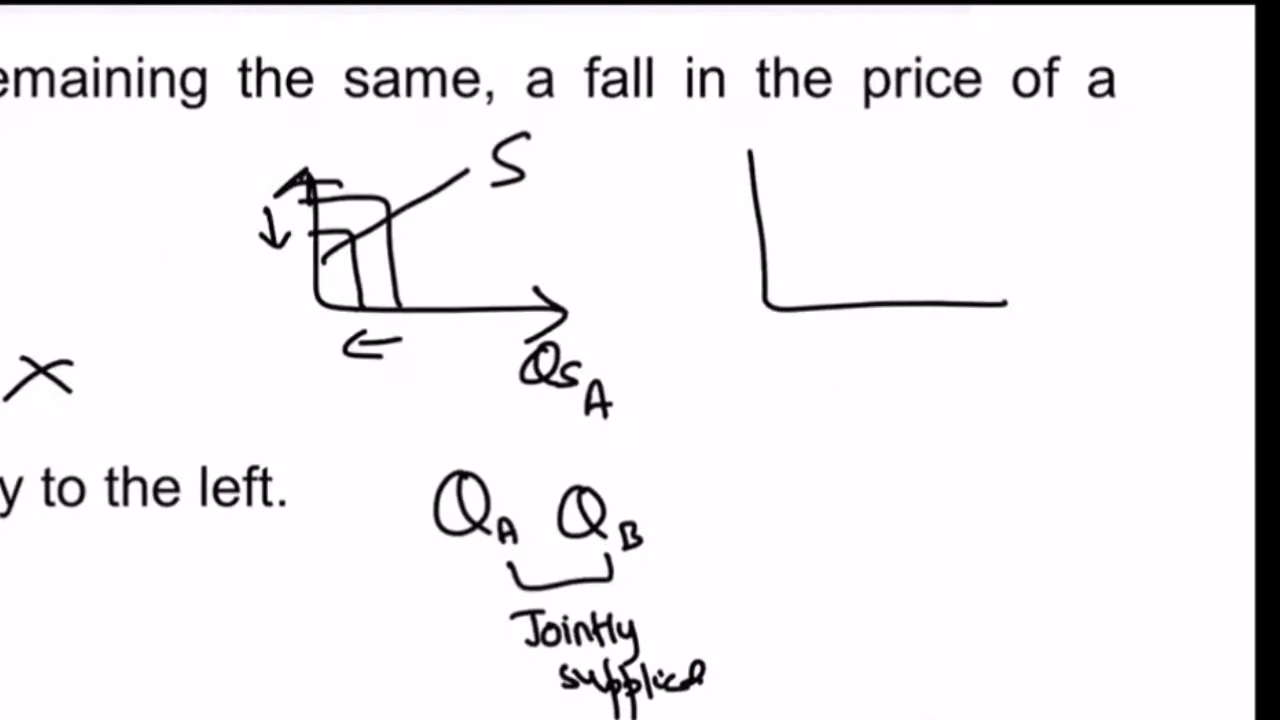 emaining the same, a fall in the price of a
S
QsA
X
y to the left.
QA QB
Jointly
supplied